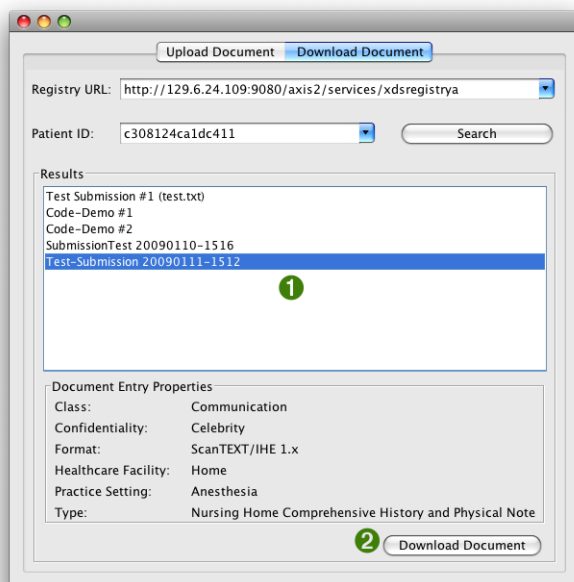 Upload Document Download Document
Registry URL: http://129.6.24.109:9080/axis2/services/xdsregistrya
Patient ID: c308124ca1dc411 Search
Results
Test Submission #1 (test.txt)
Code-Demo #1
Code-Demo #2
SubmissionTest 20090110-1516
Test-Submission 20090111-1512
1
Document Entry Properties
Class: Communication
Confidentiality: Celebrity
Format: ScanTEXT/IHE 1.x
Healthcare Facility: Home
Practice Setting: Anesthesia
Type: Nursing Home Comprehensive History and Physical Note
2 Download Document